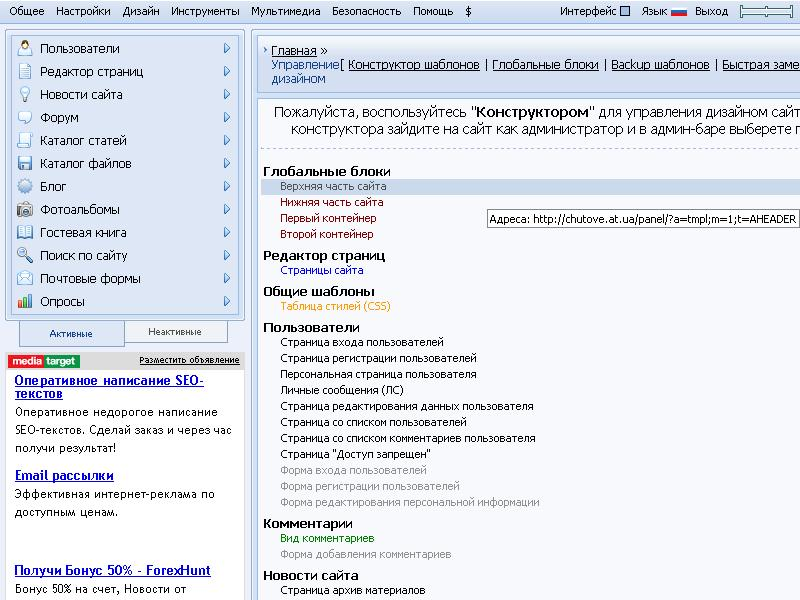 Общее Настройки Дизайн Инструменты Мультимедиа Безопасность Помощь $ Интерфейс Язык Выход
Пользователи
Редактор страниц
Новости сайта
Форум
Каталог статей
Каталог файлов
Блог
Фотоальбомы
Гостевая книга
Поиск по сайту
Почтовые формы
Опросы
Активные Неактивные
media target Разместить объявление
Оперативное написание SEO-
текстов
Оперативное недорогое написание
SEO-текстов. Сделай заказ и через час
получи результат!
Email рассылки
Эффективная интернет-реклама по
доступным ценам.
Получи Бонус 50% - ForexHunt
Бонус 50% на счет, Новости от
Главная »
Управление[ Конструктор шаблонов | Глобальные блоки | Backup шаблонов | Быстрая заме
дизайном
Пожалуйста, воспользуйтесь "Конструктором" для управления дизайном сайт
конструктора зайдите на сайт как администратор и в админ-баре выберете п
Глобальные блоки
Верхняя часть сайта
Нижняя часть сайта
Первый контейнер
Адреса: http://chutove.at.ua/panel/?a=tmpl;m=1;t=AHEADER
Второй контейнер
Редактор страниц
Страницы сайта
Общие шаблоны
Таблица стилей (CSS)
Пользователи
Страница входа пользователей
Страница регистрации пользователей
Персональная страница пользователя
Личные сообщения (ЛС)
Страница редактирования данных пользователя
Страница со списком пользователей
Страница со списком комментариев пользователя
Страница "Доступ запрещен"
Форма входа пользователей
Форма регистрации пользователей
Форма редактирования персональной информации
Комментарии
Вид комментариев
Форма добавления комментариев
Новости сайта
Страница архив материалов